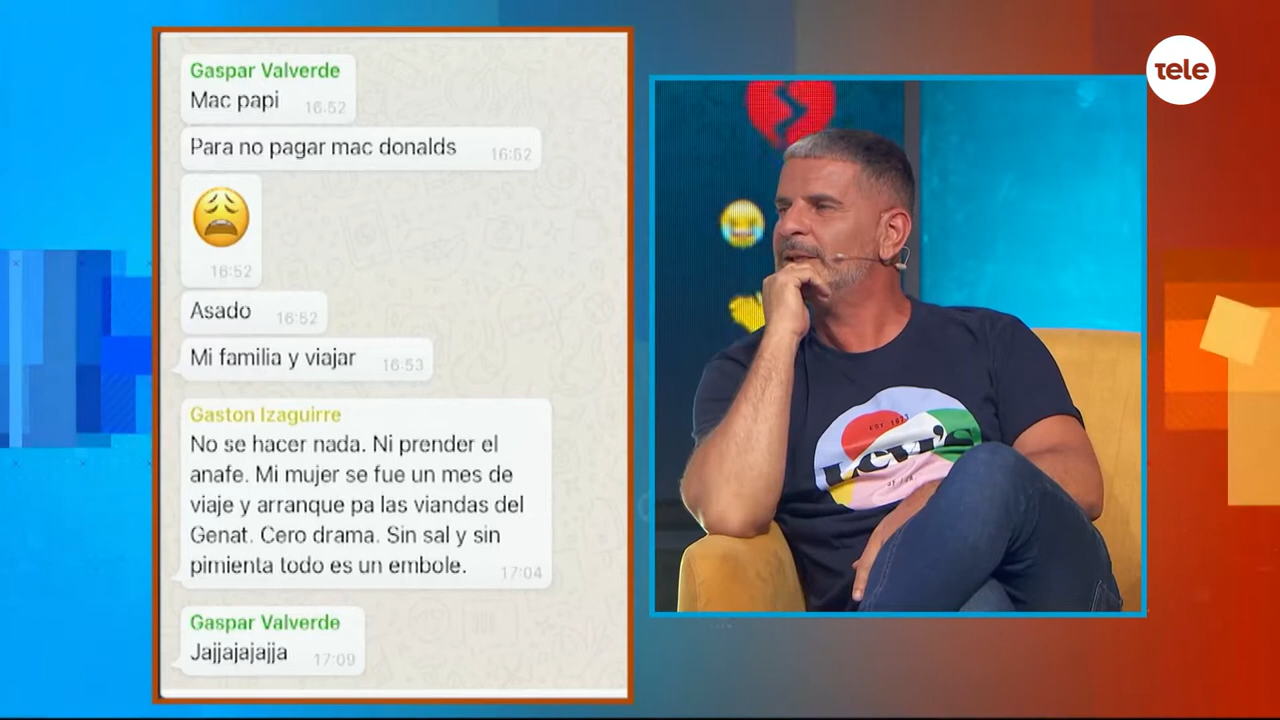 Gaspar Valverde
Mac papi 16:52
Para no pagar mac donalds 16:52
16:52
Asado 16:52
Mi familia y viajar 16:53
Gaston Izaguirre
No se hacer nada. Ni prender el
anafe. Mi mujer se fue un mes de
viaje y arranque pa las viandas del
Genat. Cero drama. Sin sal y sin
pimienta todo es un embole. 17:04
Gaspar Valverde
Jajjajajajja 17:09
tele
Levi's